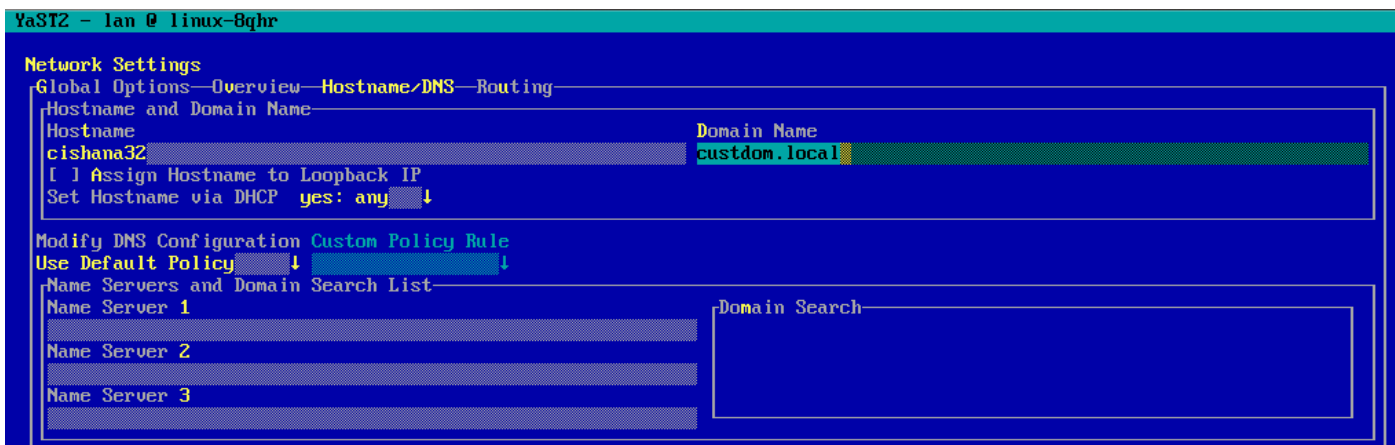 YaST2 - lan @ linux-8qhr
Network Settings
Global Options—Overview—Hostname/DNS—Routing
Hostname and Domain Name
Hostname Domain Name
cishana32 custdom.local
[ ] Assign Hostname to Loopback IP
Set Hostname via DHCP yes: any ↓
Modify DNS Configuration Custom Policy Rule
Use Default Policy ↓ ↓
Name Servers and Domain Search List
Name Server 1 Domain Search
Name Server 2
Name Server 3